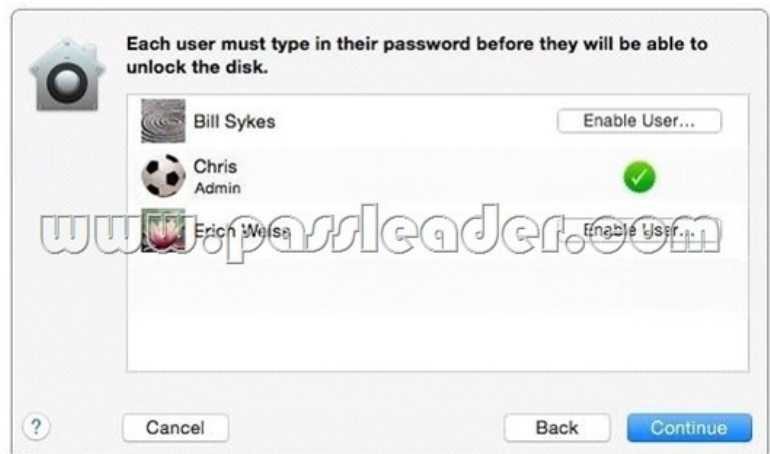 Each user must type in their password before they will be able to
unlock the disk.
Bill Sykes
Enable User...
Chris
Admin
Erich Weiss
Enable User...
www.passleader.com
?
Cancel
Back
Continue